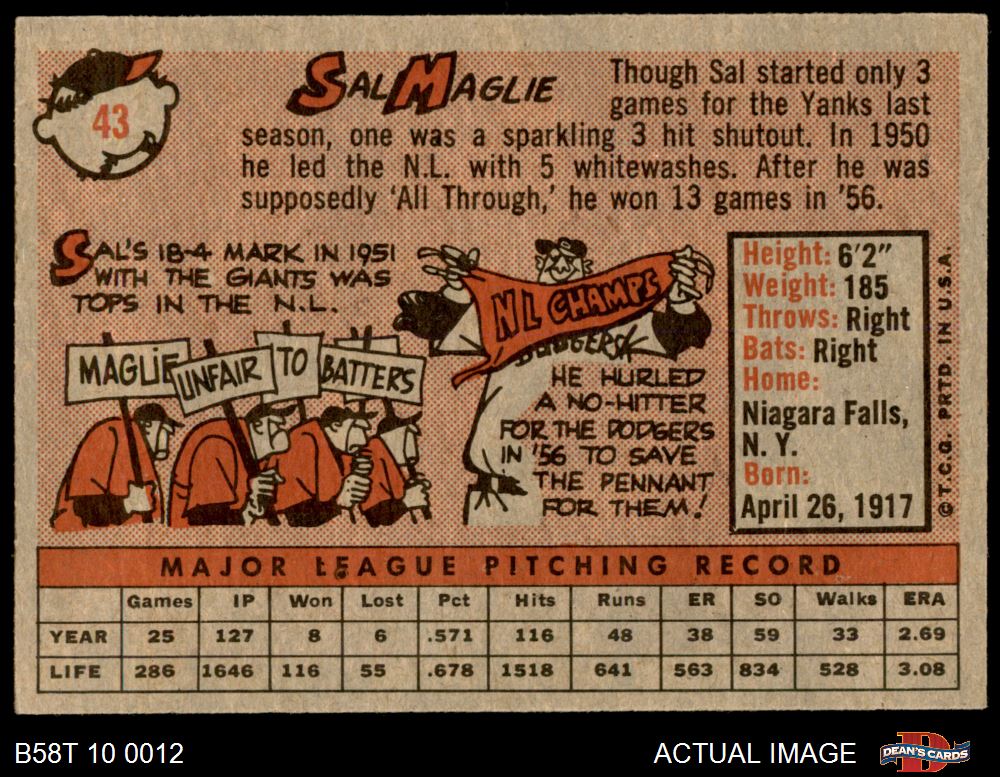 43
SAL MAGLIE
Though Sal started only 3
games for the Yanks last
season, one was a sparkling 3 hit shutout. In 1950
he led the N.L. with 5 whitewashes. After he was
supposedly 'All Through,' he won 13 games in '56.
SAL'S 18-4 MARK IN 1951
WITH THE GIANTS WAS
TOPS IN THE N.L.
MAGLIE UNFAIR TO BATTERS
NL CHAMPS
DODGERS
HE HURLED
A NO-HITTER
FOR THE DODGERS
IN '56 TO SAVE
THE PENNANT
FOR THEM!
Height: 6'2"
Weight: 185
Throws: Right
Bats: Right
Home:
Niagara Falls,
N. Y.
Born:
April 26, 1917
© T.C.G. PRTD. IN U.S.A.
MAJOR LEAGUE PITCHING RECORD
Games IP Won Lost Pct Hits Runs ER SO Walks ERA
YEAR 25 127 8 6 .571 116 48 38 59 33 2.69
LIFE 286 1646 116 55 .678 1518 641 563 834 528 3.08
B58T 10 0012
ACTUAL IMAGE
D
DEAN'S CARDS